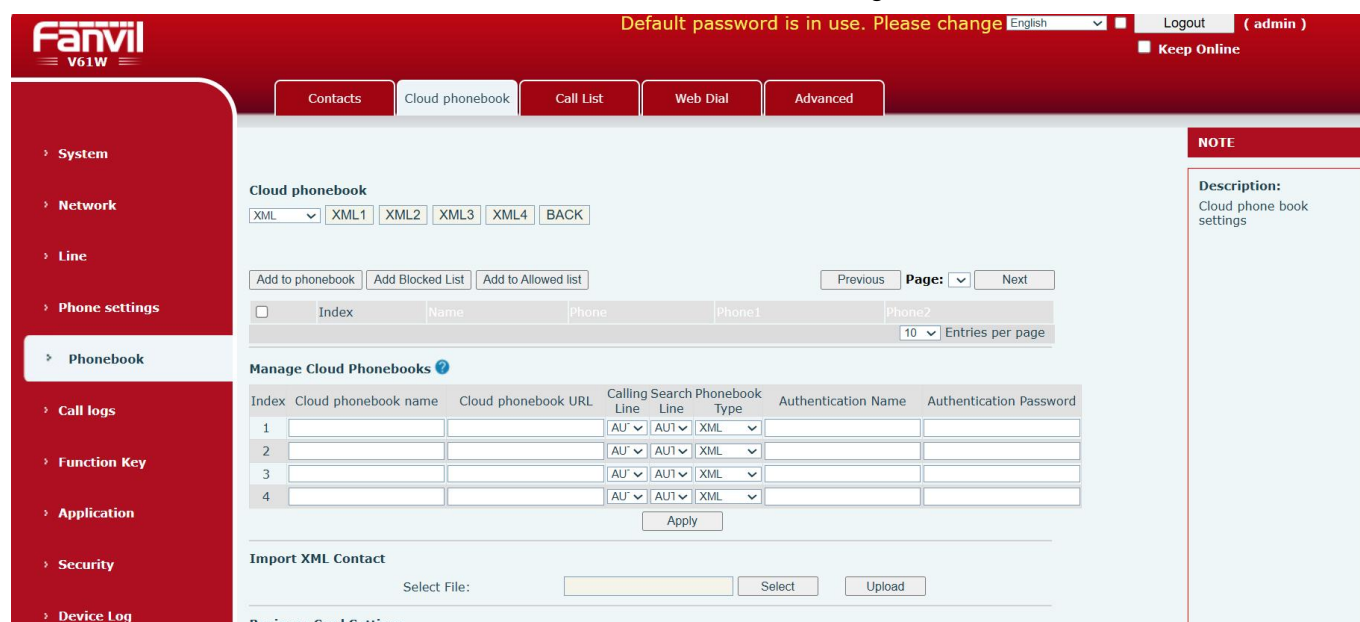 Default password is in use. Please change English Logout ( admin )
Fanvil
V61W
Keep Online
Contacts Cloud phonebook Call List Web Dial Advanced
NOTE
Description:
Cloud phone book
settings
› System
› Network
› Line
› Phone settings
› Phonebook
› Call logs
› Function Key
› Application
› Security
› Device Log
Cloud phonebook
XML XML1 XML2 XML3 XML4 BACK
Add to phonebook Add Blocked List Add to Allowed list Previous Page: Next
Index Name Phone Phone1 Phone2
10 Entries per page
Manage Cloud Phonebooks ?
Index Cloud phonebook name Cloud phonebook URL Calling Line Search Line Phonebook Type Authentication Name Authentication Password
1 XML
2 XML
3 XML
4 XML
Apply
Import XML Contact
Select File: Select Upload